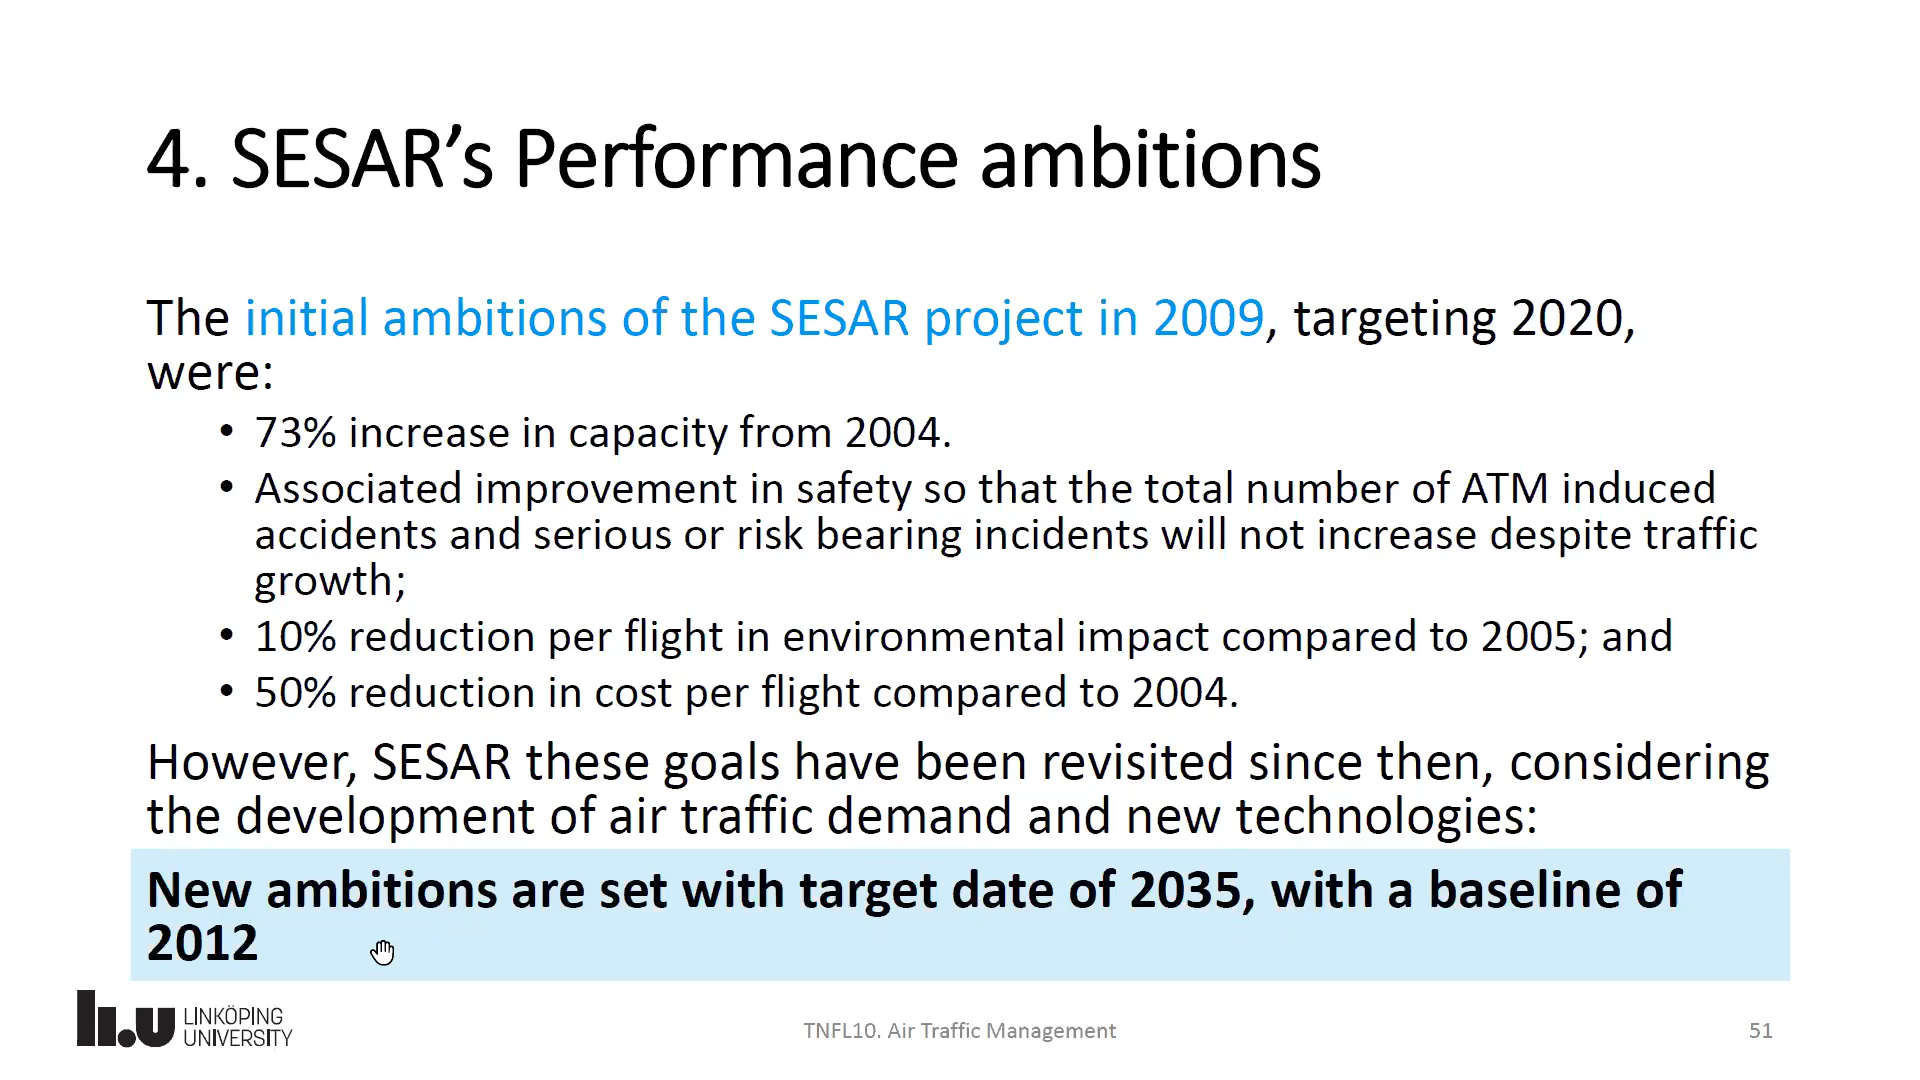 4. SESAR’s Performance ambitions
The initial ambitions of the SESAR project in 2009, targeting 2020,
were:
• 73% increase in capacity from 2004.
• Associated improvement in safety so that the total number of ATM induced
accidents and serious or risk bearing incidents will not increase despite traffic
growth;
• 10% reduction per flight in environmental impact compared to 2005; and
• 50% reduction in cost per flight compared to 2004.
However, SESAR these goals have been revisited since then, considering
the development of air traffic demand and new technologies:
New ambitions are set with target date of 2035, with a baseline of
2012
li.u LINKÖPING
UNIVERSITY
TNFL10. Air Traffic Management
51